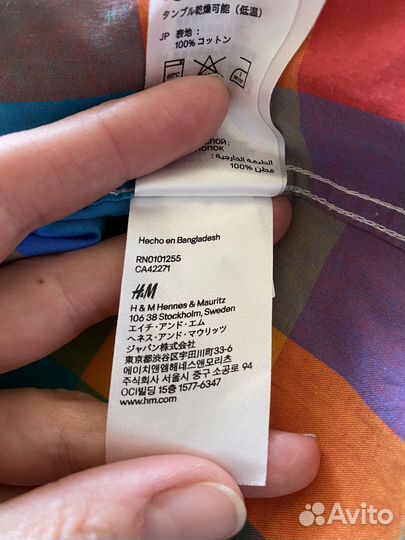 タンブル乾燥可能（低温）
JP 表地：
100% コットン
60°C
СЛОЙ:
ПОК
الطبقة الخارجية:
100% قطن
Hecho en Bangladesh
RN0101255
CA42271
H&M
H & M Hennes & Mauritz
106 38 Stockholm, Sweden
エイチ・アンド・エム
ヘネス・アンド・マウリッツ
ジャパン株式会社
東京都渋谷区宇田川町33-6
에이치앤엠헤네스앤모리츠
주식회사 서울시 중구 소공로 94
OCI빌딩 15층 1577-6347
www.hm.com
Avito